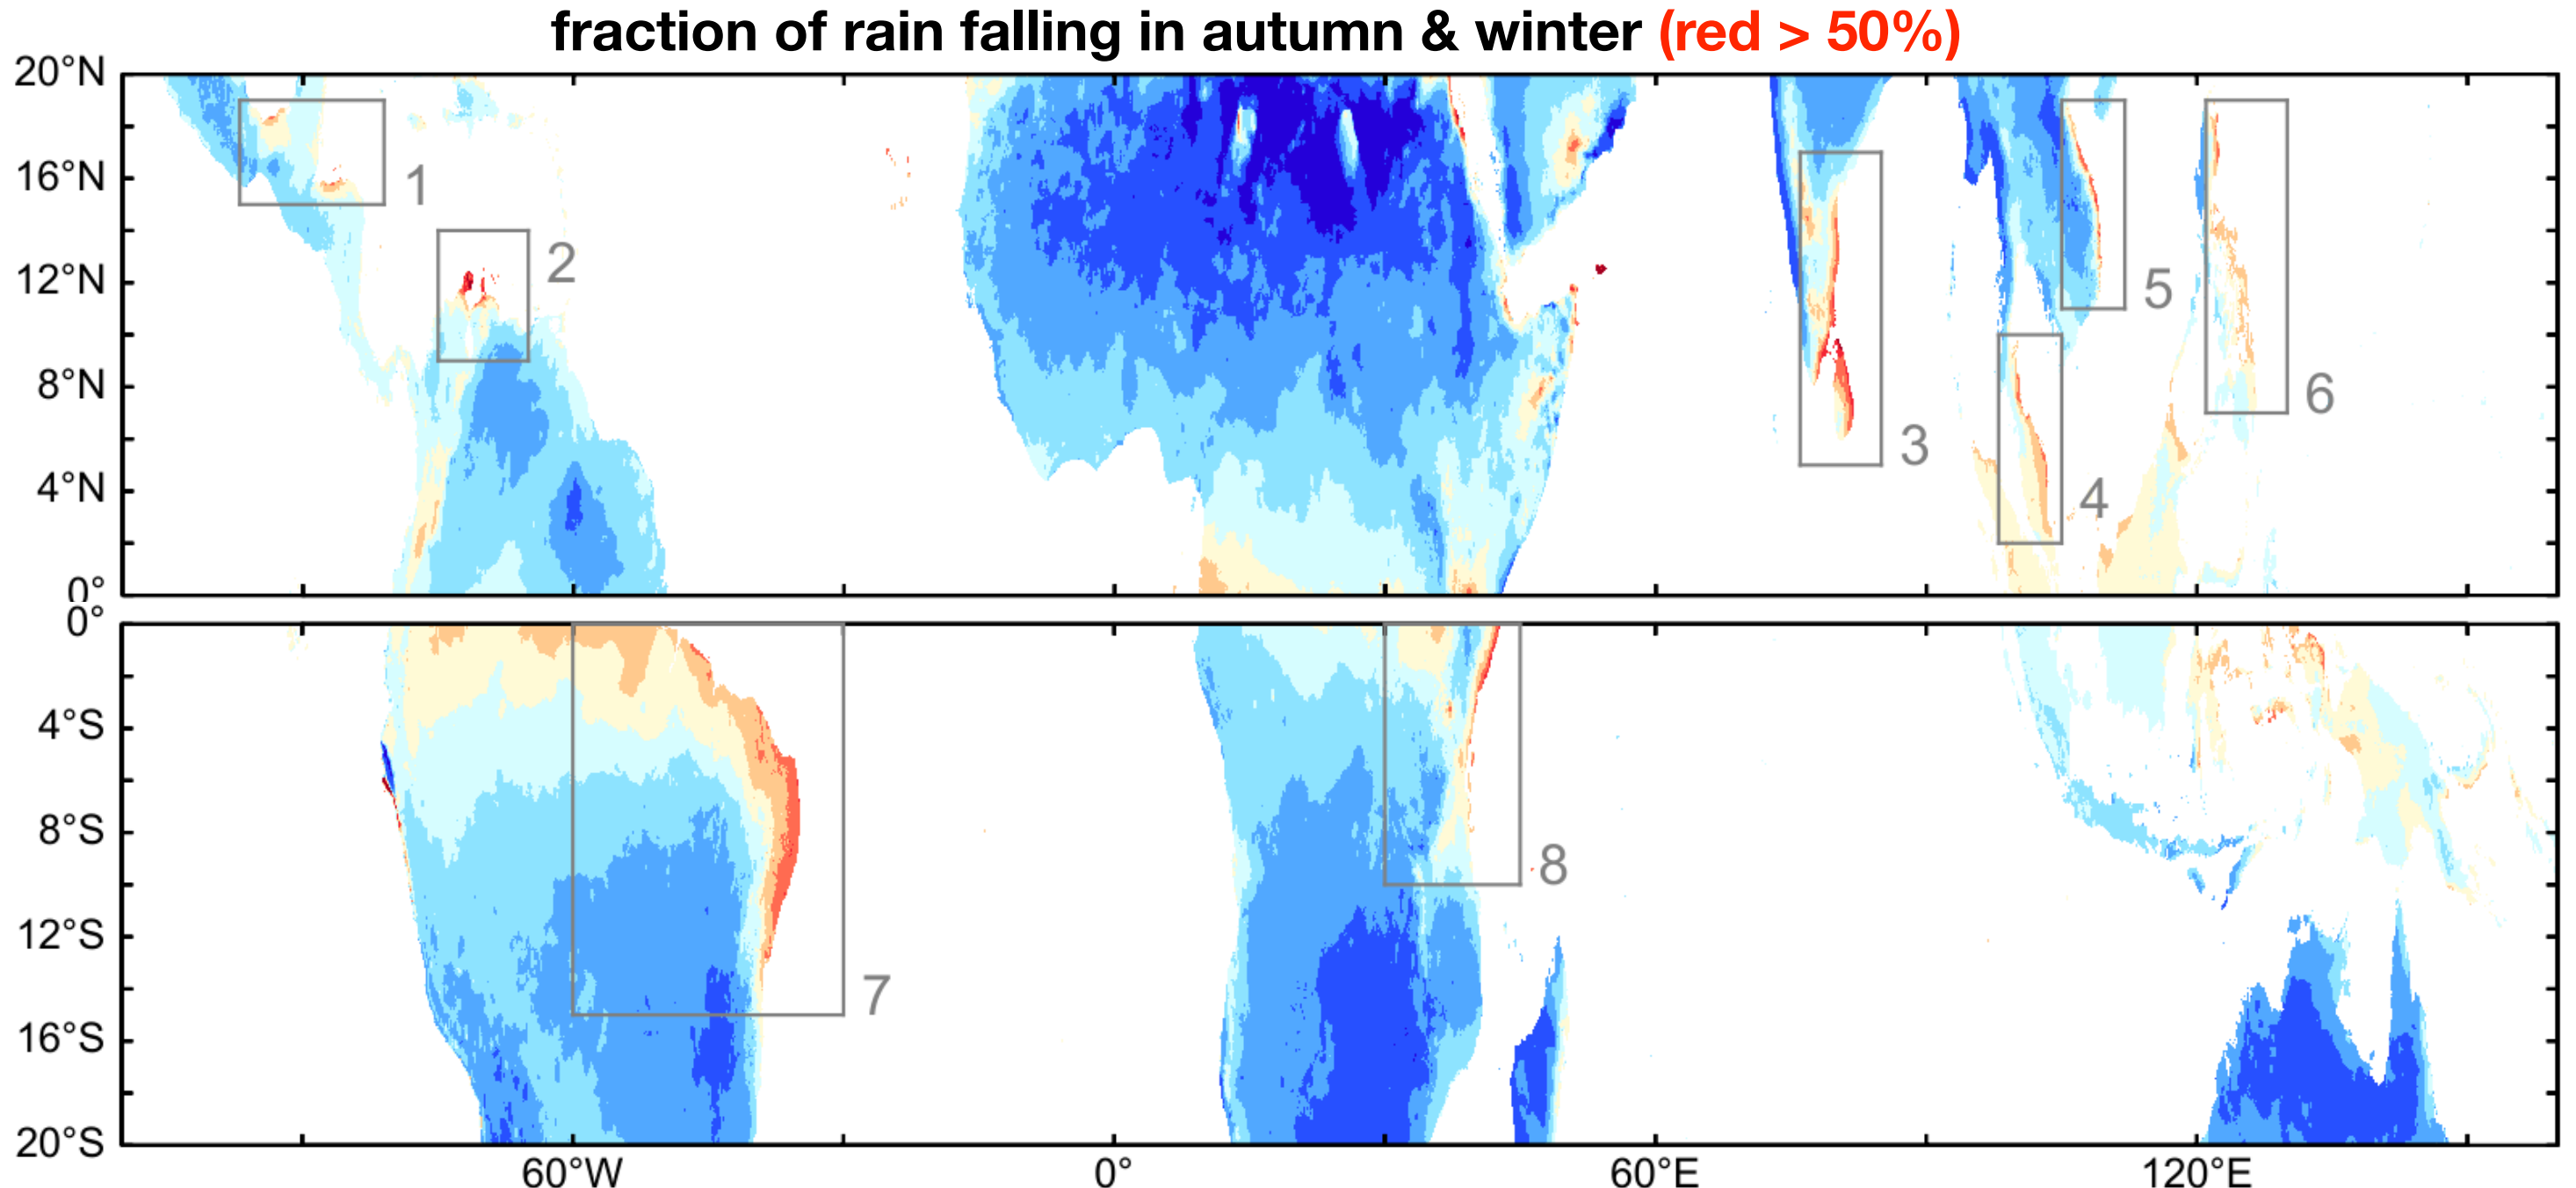 fraction of rain falling in autumn & winter (red > 50%)
20°N
16°N
12°N
8°N
4°N
0°
1
2
3
4
5
6
0°
4°S
8°S
12°S
16°S
20°S
7
8
60°W
0°
60°E
120°E